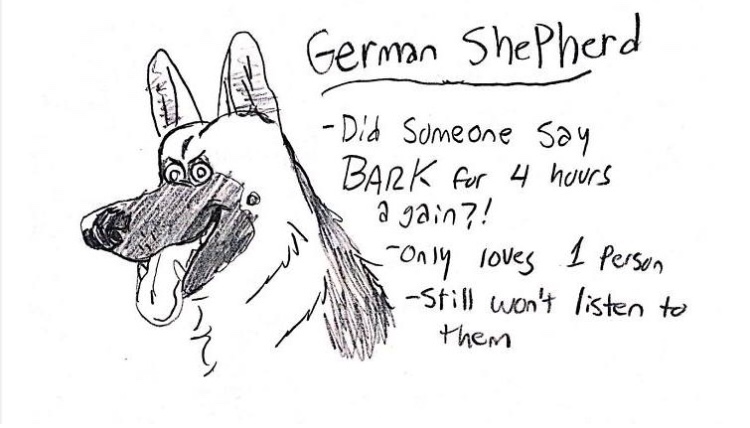 German Shepherd
- Did Someone Say
BARK for 4 hours
again?!
- Only loves 1 Person
- Still won't listen to
them